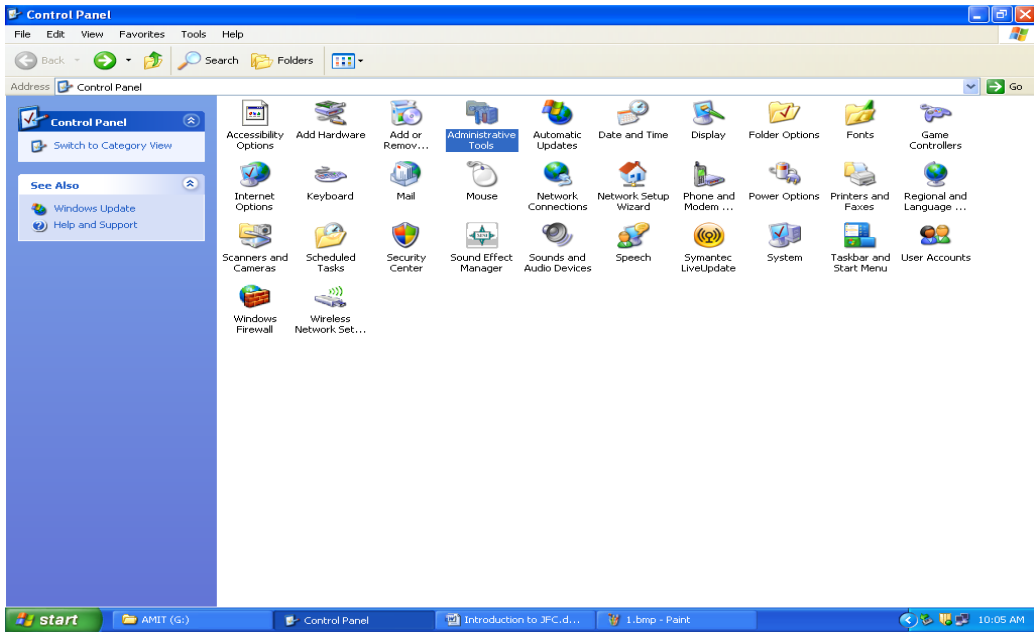 Control Panel
File Edit View Favorites Tools Help
Back Search Folders
Address Control Panel Go
Control Panel
Switch to Category View
See Also
Windows Update
Help and Support
Accessibility Options
Add Hardware
Add or Remov...
Administrative Tools
Automatic Updates
Date and Time
Display
Folder Options
Fonts
Game Controllers
Internet Options
Keyboard
Mail
Mouse
Network Connections
Network Setup Wizard
Phone and Modem ...
Power Options
Printers and Faxes
Regional and Language ...
Scanners and Cameras
Scheduled Tasks
Security Center
Sound Effect Manager
Sounds and Audio Devices
Speech
Symantec LiveUpdate
System
Taskbar and Start Menu
User Accounts
Windows Firewall
Wireless Network Set...
start AMIT (G:) Control Panel Introduction to JFC.d... 1.bmp - Paint 10:05 AM